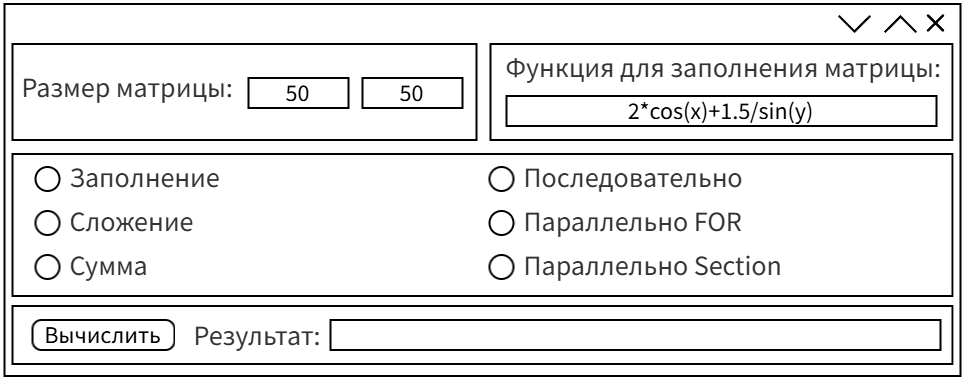 Размер матрицы: 50 50
Функция для заполнения матрицы:
2*cos(x)+1.5/sin(y)
Заполнение
Сложение
Сумма
Последовательно
Параллельно FOR
Параллельно Section
Вычислить Результат: